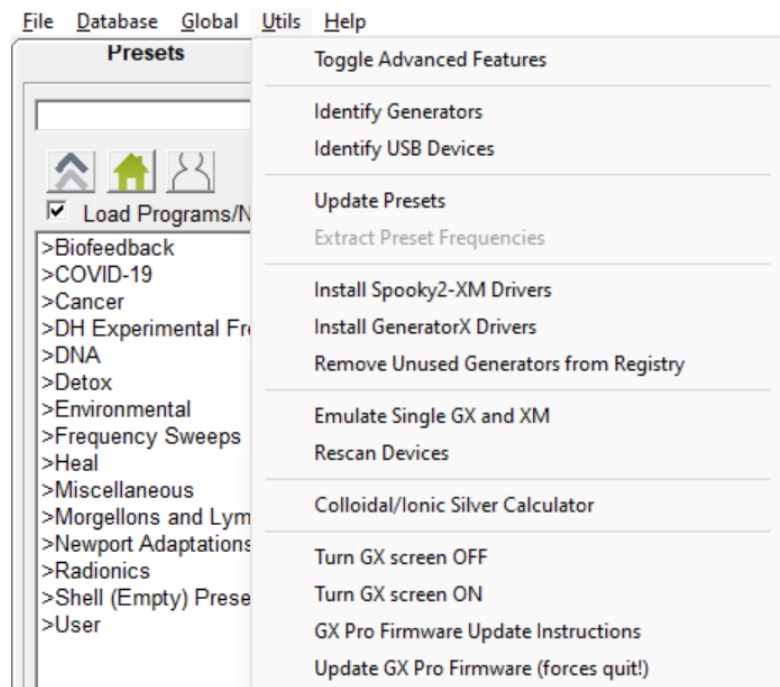 File Database Global Utils Help
Presets
Load Programs/N
>Biofeedback
>COVID-19
>Cancer
>DH Experimental Fr
>DNA
>Detox
>Environmental
>Frequency Sweeps
>Heal
>Miscellaneous
>Morgellons and Lym
>Newport Adaptations
>Radionics
>Shell (Empty) Prese
>User
Toggle Advanced Features
Identify Generators
Identify USB Devices
Update Presets
Extract Preset Frequencies
Install Spooky2-XM Drivers
Install GeneratorX Drivers
Remove Unused Generators from Registry
Emulate Single GX and XM
Rescan Devices
Colloidal/Ionic Silver Calculator
Turn GX screen OFF
Turn GX screen ON
GX Pro Firmware Update Instructions
Update GX Pro Firmware (forces quit!)